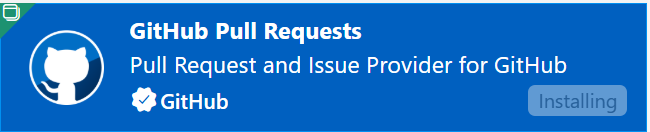 GitHub Pull Requests
Pull Request and Issue Provider for GitHub
GitHub
Installing